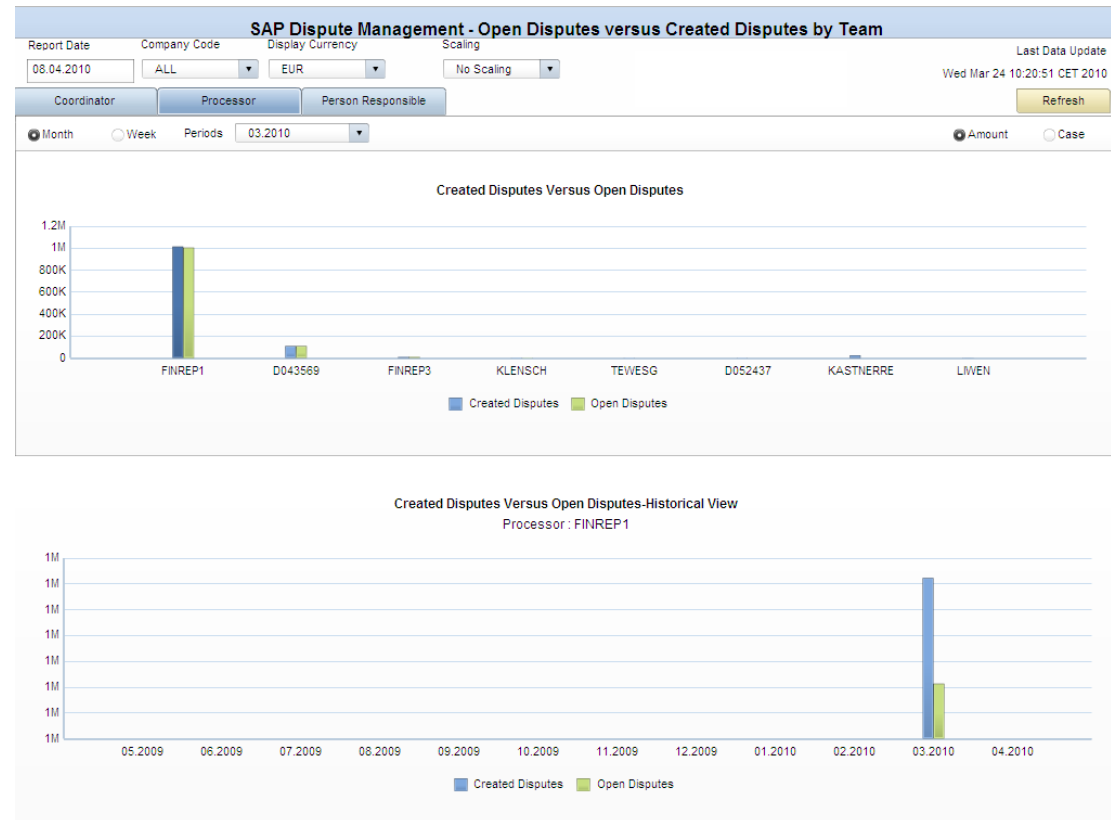 SAP Dispute Management - Open Disputes versus Created Disputes by Team
Report Date Company Code Display Currency Scaling Last Data Update
08.04.2010 ALL EUR No Scaling Wed Mar 24 10:20:51 CET 2010
Coordinator Processor Person Responsible Refresh
Month Week Periods 03.2010 Amount Case
Created Disputes Versus Open Disputes
1.2M
1M
800K
600K
400K
200K
0
FINREP1 D043569 FINREP3 KLENSCH TEWESG D052437 KASTNERRE LIWEN
Created Disputes Open Disputes
Created Disputes Versus Open Disputes-Historical View
Processor : FINREP1
1M
1M
1M
1M
1M
1M
1M
1M
05.2009 06.2009 07.2009 08.2009 09.2009 10.2009 11.2009 12.2009 01.2010 02.2010 03.2010 04.2010
Created Disputes Open Disputes